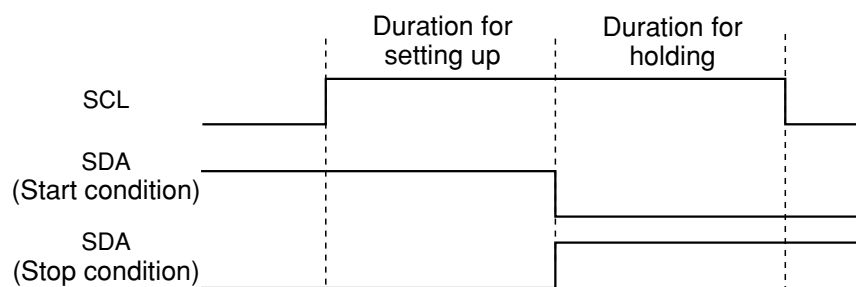 Duration for
setting up
Duration for
holding
SCL
SDA
(Start condition)
SDA
(Stop condition)